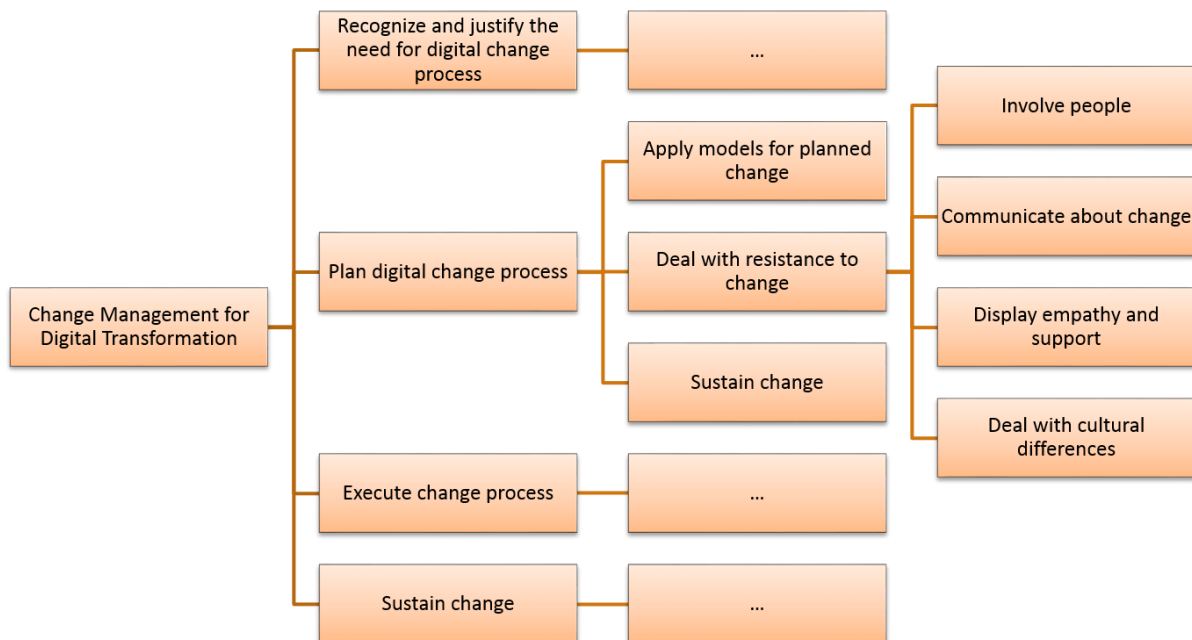 Change Management for
Digital Transformation
Recognize and justify the
need for digital change
process
...
Plan digital change process
Apply models for planned
change
Deal with resistance to
change
Involve people
Communicate about change
Display empathy and
support
Deal with cultural
differences
Sustain change
Execute change process
...
Sustain change
...